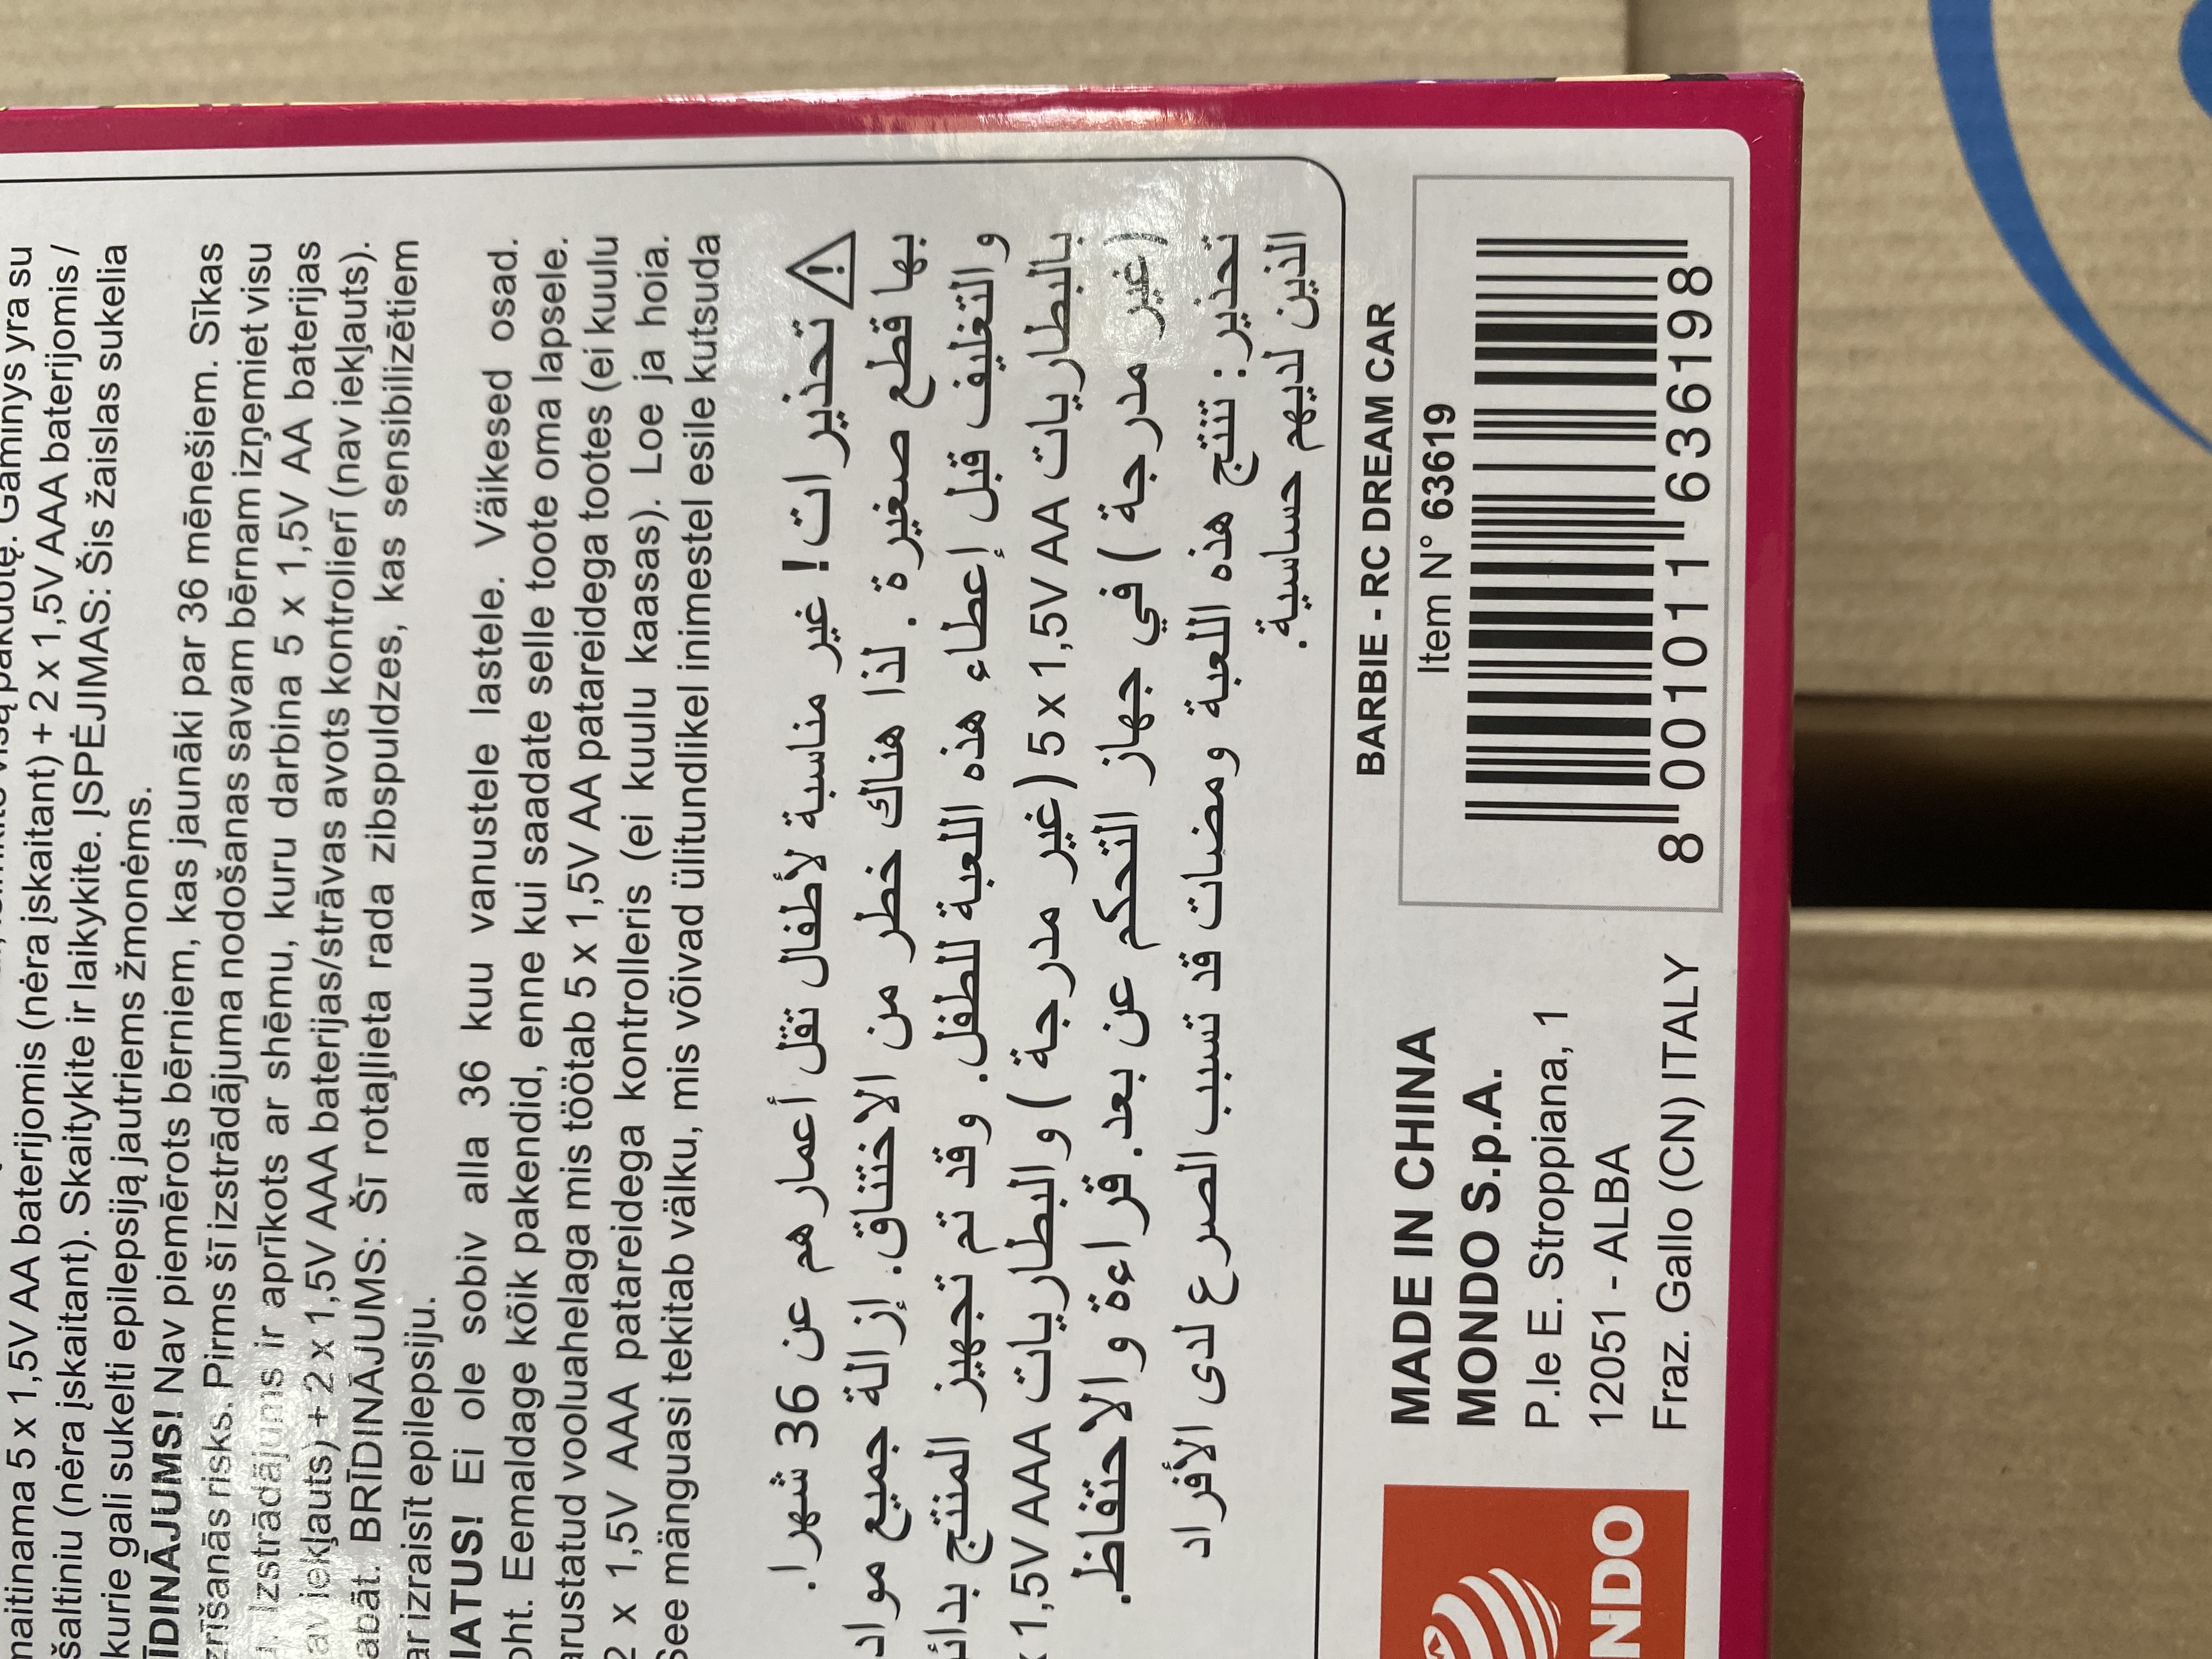 maitinama 5 x 1,5V AA baterijomis (nėra įskaitant) + 2 x 1,5V AAA baterijomis /
šaltiniu (nėra įskaitant). Skaitykite ir laikykite. ĮSPĖJIMAS: Šis žaislas sukelia
kurie gali sukelti epilepsiją jautriems žmonėms.
ĪDINĀJUMS! Nav piemērots bērniem, kas jaunāki par 36 mēnešiem. Sīkas
zrīšanās risks. Pirms šī izstrādājuma nodošanas savam bērnam izņemiet visu
Izstrādājums ir aprīkots ar shēmu, kuru darbina 5 x 1,5V AA baterijas
av iekļauts) + 2 x 1,5V AAA baterijas/strāvas avots kontrolierī (nav iekļauts).
abāt. BRĪDINĀJUMS: Šī rotaļlieta rada zibspuldzes, kas sensibilizētiem
ar izraisīt epilepsiju.
IATUS! Ei ole sobiv alla 36 kuu vanustele lastele. Väikesed osad.
oht. Eemaldage kõik pakendid, enne kui saadate selle toote oma lapsele.
arustatud vooluahelaga mis töötab 5 x 1,5V AA patareidega tootes (ei kuulu
2 x 1,5V AAA patareidega kontrolleris (ei kuulu kaasas). Loe ja hoia.
See mänguasi tekitab välku, mis võivad ülitundlikel inimestel esile kutsuda
تحذيرات! غير مناسبة لأطفال تقل أعمارهم عن 36 شهرا.
بها قطع صغيرة. لذا هناك خطر من الاختناق. إزالة جميع مواد
والتغليف قبل إعطاء هذه اللعبة للطفل. وقد تم تجهيز المنتج بدائ
بالبطاريات 5 x 1,5V AA (غير مدرجة) والبطاريات x 1,5V AAA
(غير مدرجة) في جهاز التحكم عن بعد. قراءة والاحتفاظ.
تحذير: تنتج هذه اللعبة ومضات قد تسبب الصرع لدى الأفراد
الذين لديهم حساسية.
BARBIE - RC DREAM CAR
Item N° 63619
8 001011 636198
MADE IN CHINA
MONDO S.p.A.
P.le E. Stroppiana, 1
12051 - ALBA
Fraz. Gallo (CN) ITALY
NDO